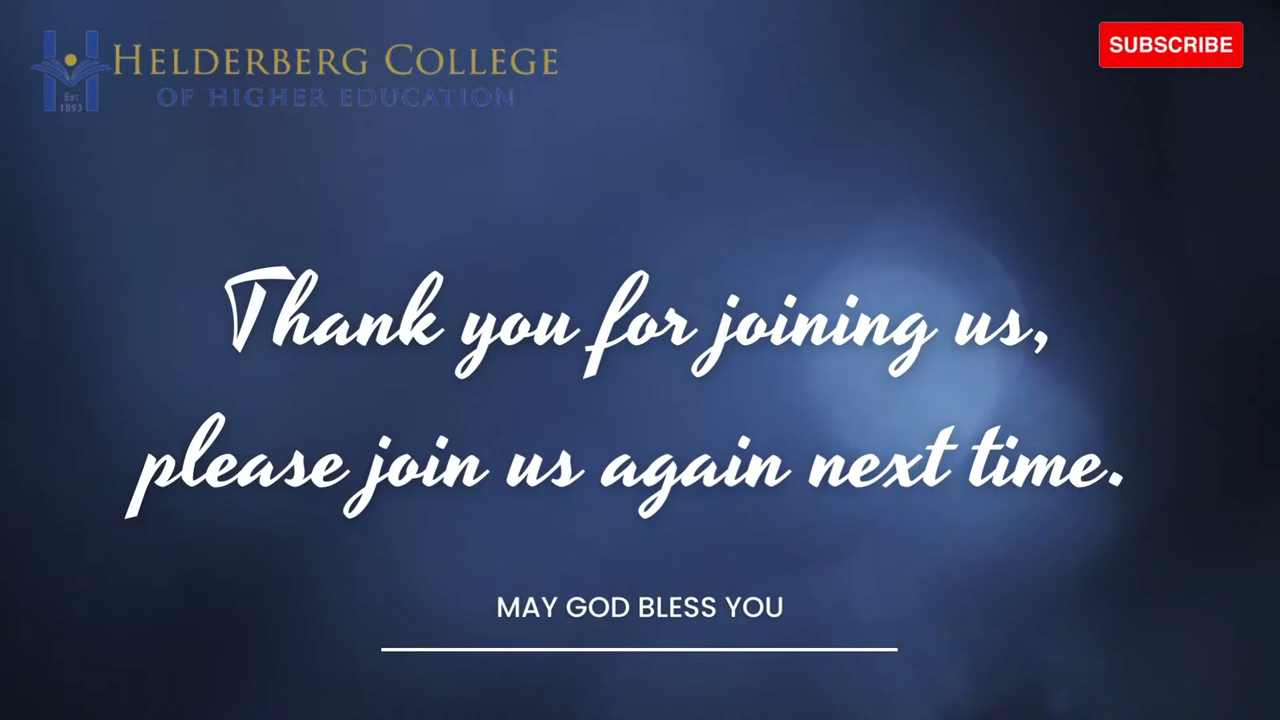 HELDERBERG COLLEGE
OF HIGHER EDUCATION
Est
1893
SUBSCRIBE
Thank you for joining us,
please join us again next time.
MAY GOD BLESS YOU